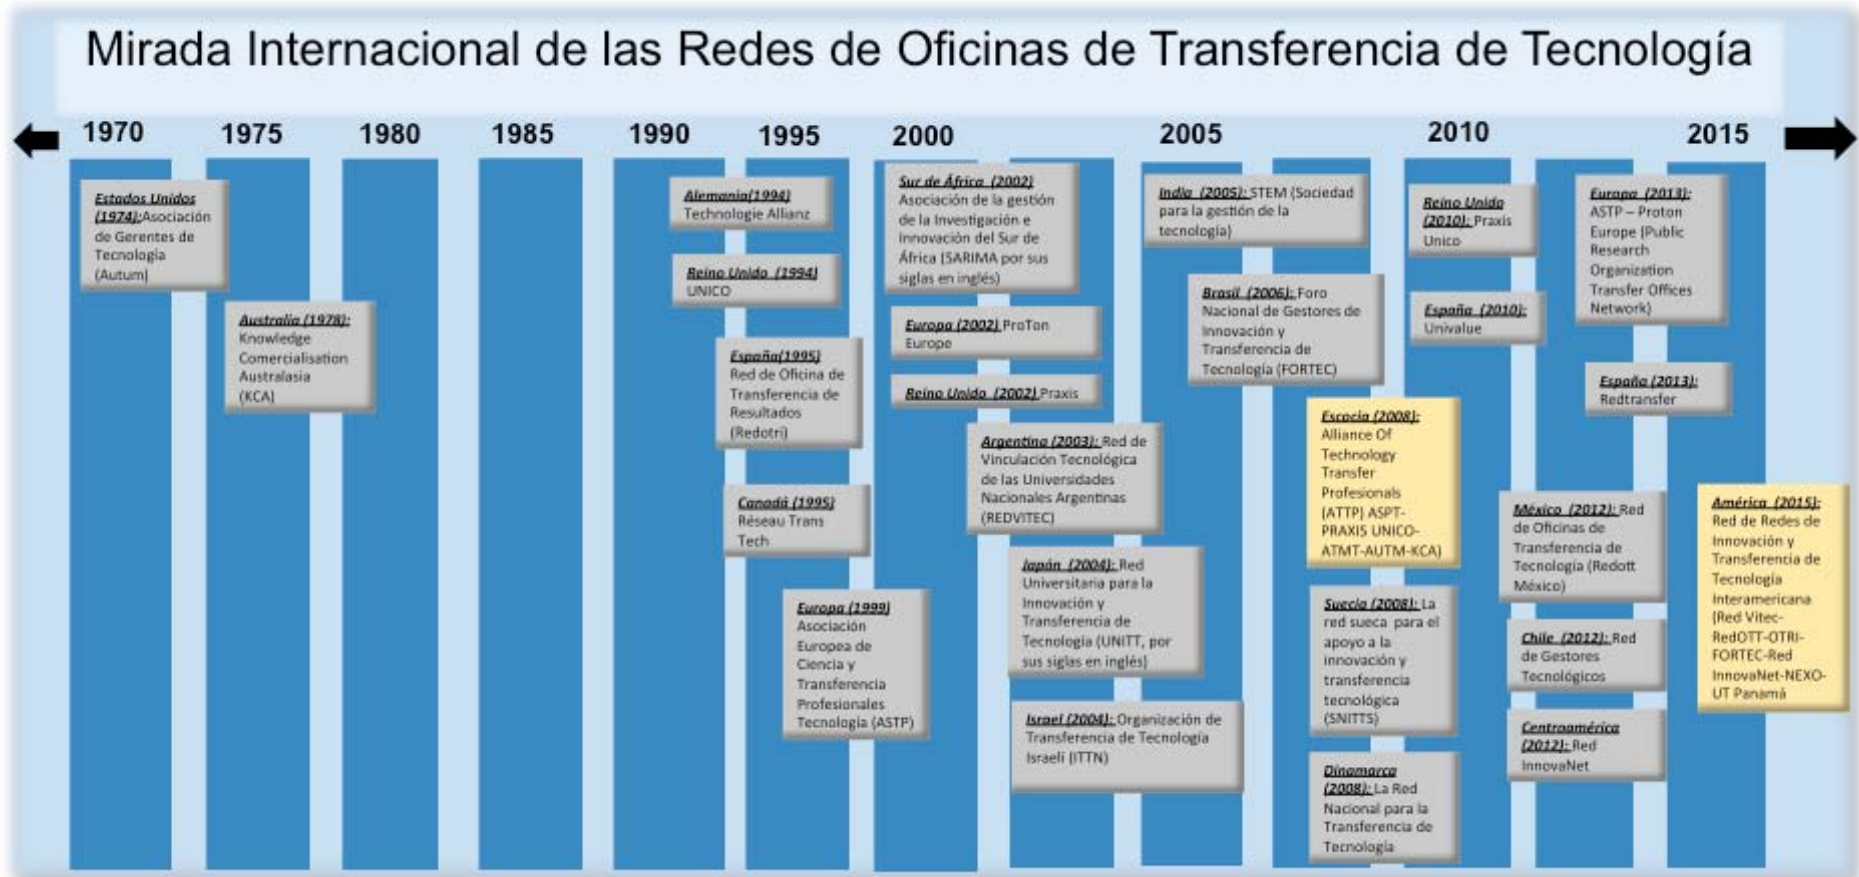 Mirada Internacional de las Redes de Oficinas de Transferencia de Tecnología
1970
1975
1980
1985
1990
1995
2000
2005
2010
2015
Estados Unidos
(1974):Asociación
de Gerentes de
Tecnología
(Autum)
Australia (1978):
Knowledge
Comercialisation
Australasia
(KCA)
Alemania(1994)
Technologie Allianz
Reino Unido (1994)
UNICO
España(1995)
Red de Oficina de
Transferencia de
Resultados
(Redotri)
Canadá (1995)
Réseau Trans
Tech
Europa (1999)
Asociación
Europea de
Ciencia y
Transferencia
Profesionales
Tecnología (ASTP)
Sur de África (2002)
Asociación de la gestión
de la Investigación e
Innovación del Sur de
África (SARIMA por sus
siglas en inglés)
Europa (2002) ProTon
Europe
Reino Unido (2002) Praxis
Argentina (2003): Red de
Vinculación Tecnológica
de las Universidades
Nacionales Argentinas
(REDVITEC)
Japón (2004): Red
Universitaria para la
Innovación y
Transferencia de
Tecnología (UNITT, por
sus siglas en inglés)
Israel (2004): Organización de
Transferencia de Tecnología
Israelí (ITTN)
India (2005): STEM (Sociedad
para la gestión de la
tecnología)
Brasil (2006): Foro
Nacional de Gestores de
Innovación y
Transferencia de
Tecnología (FORTEC)
Escocia (2008):
Alliance Of
Technology
Transfer
Profesionals
(ATTP) ASPT-
PRAXIS UNICO-
ATMT-AUTM-KCA)
Suecia (2008): La
red sueca para el
apoyo a la
innovación y
transferencia
tecnológica
(SNITTS)
Dinamarca
(2008): La Red
Nacional para la
Transferencia de
Tecnología
Reino Unido
(2010): Praxis
Unico
España (2010):
Univalue
México (2012): Red
de Oficinas de
Transferencia de
Tecnología (Redott
México)
Chile (2012): Red
de Gestores
Tecnológicos
Centroamérica
(2012): Red
InnovaNet
Europa (2013):
ASTP – Proton
Europe (Public
Research
Organization
Transfer Offices
Network)
España (2013):
Redtransfer
América (2015):
Red de Redes de
Innovación y
Transferencia de
Tecnología
Interamericana
(Red Vitec-
RedOTT-OTRI-
FORTEC-Red
InnovaNet-NEXO-
UT Panamá